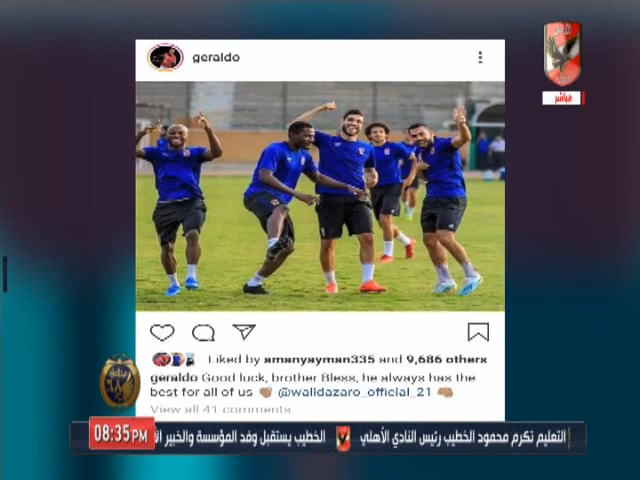 geraldo
مباشر
Liked by amanyayman335 and 9,686 others
geraldo Good luck, brother Bless, he always has the
best for all of us @walidazaro_official_21
View all 41 comments
08:35 PM
التعليم تكرم محمود الخطيب رئيس النادي الأهلي
الخطيب يستقبل وفد المؤسسة والخبير